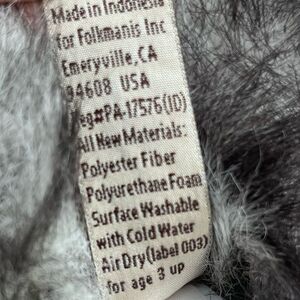 Made in Indonesia
for Folkmanis Inc
Emeryville, CA
94608 USA
eg#PA-17576(ID)
All New Materials:
Polyester Fiber
Polyurethane Foam
Surface Washable
with Cold Water
Air Dry(label 003)
for age 3 up